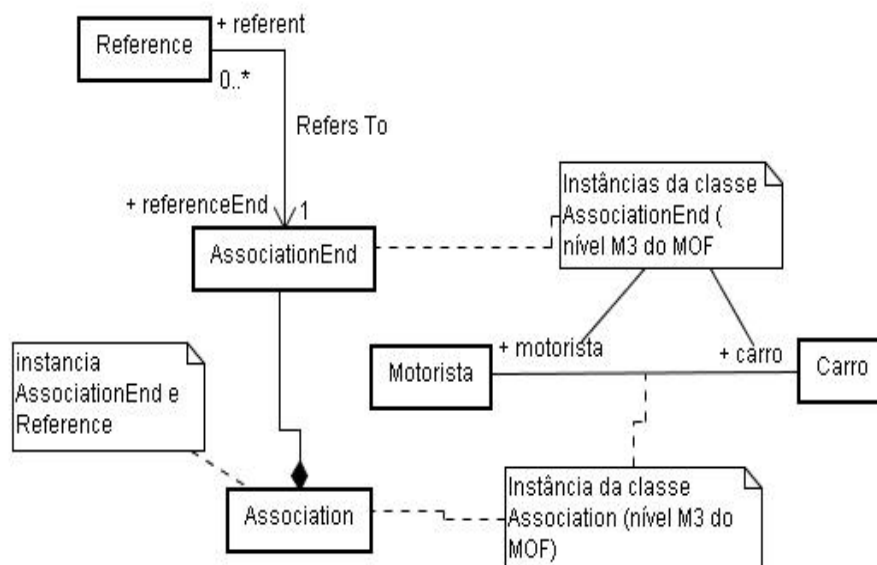 + referent
Reference
0..*
Refers To
+ referenceEnd
1
Instâncias da classe
AssociationEnd (
nível M3 do MOF
AssociationEnd
instancia
AssociationEnd e
Reference
+ motorista
+ carro
Motorista
Carro
Association
Instância da classe
Association (nível M3 do
MOF)